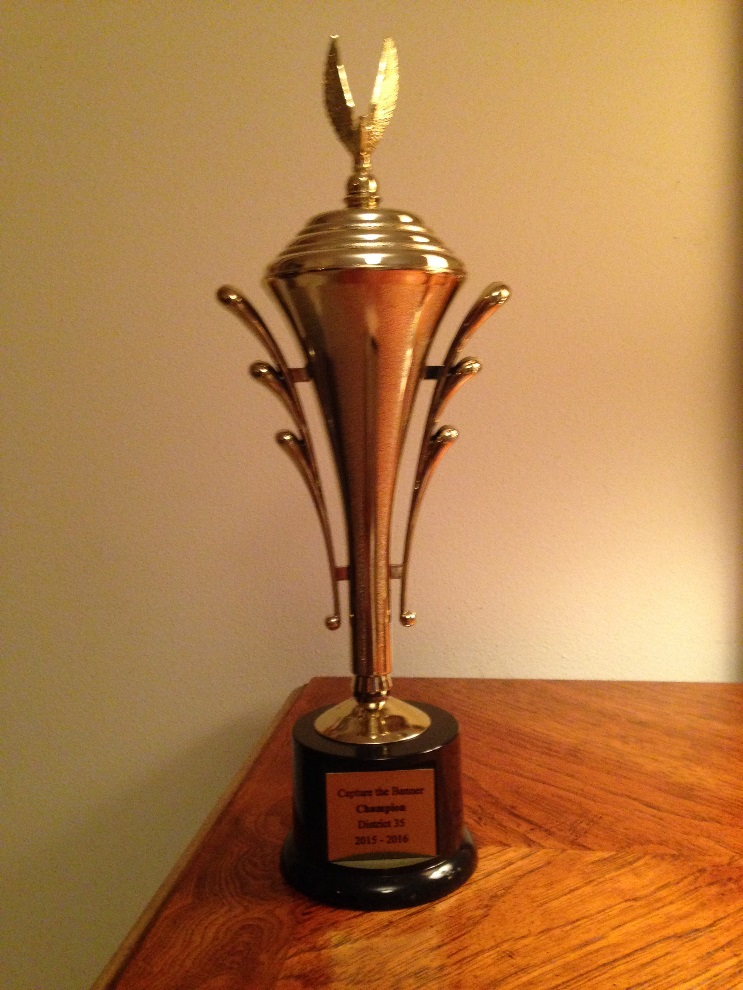 Capture the Banner
Champion
District 35
2015 - 2016